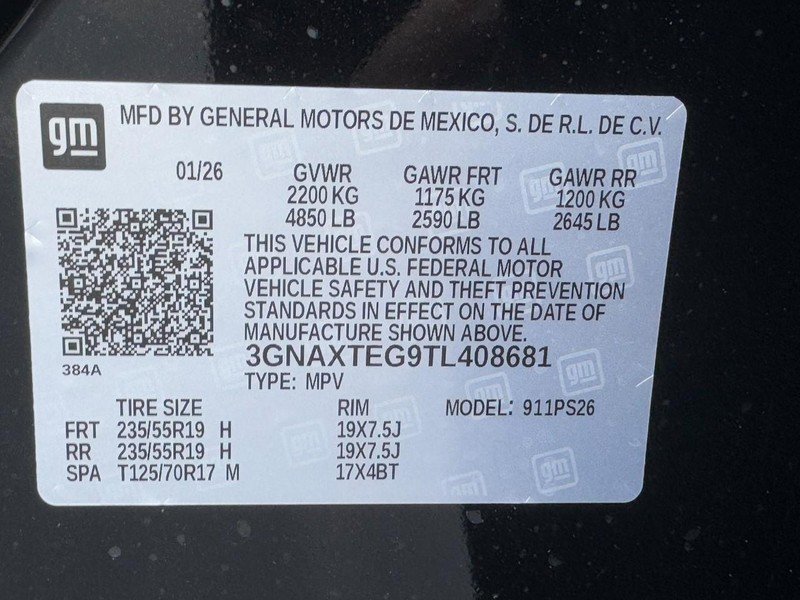 gm MFD BY GENERAL MOTORS DE MEXICO, S. DE R.L. DE C.V.
01/26 GVWR GAWR FRT GAWR RR
2200 KG 1175 KG 1200 KG
4850 LB 2590 LB 2645 LB
THIS VEHICLE CONFORMS TO ALL
APPLICABLE U.S. FEDERAL MOTOR
VEHICLE SAFETY AND THEFT PREVENTION
STANDARDS IN EFFECT ON THE DATE OF
MANUFACTURE SHOWN ABOVE.
3GNAXTEG9TL408681
384A
TYPE: MPV
TIRE SIZE RIM MODEL: 911PS26
FRT 235/55R19 H 19X7.5J
RR 235/55R19 H 19X7.5J
SPA T125/70R17 M 17X4BT